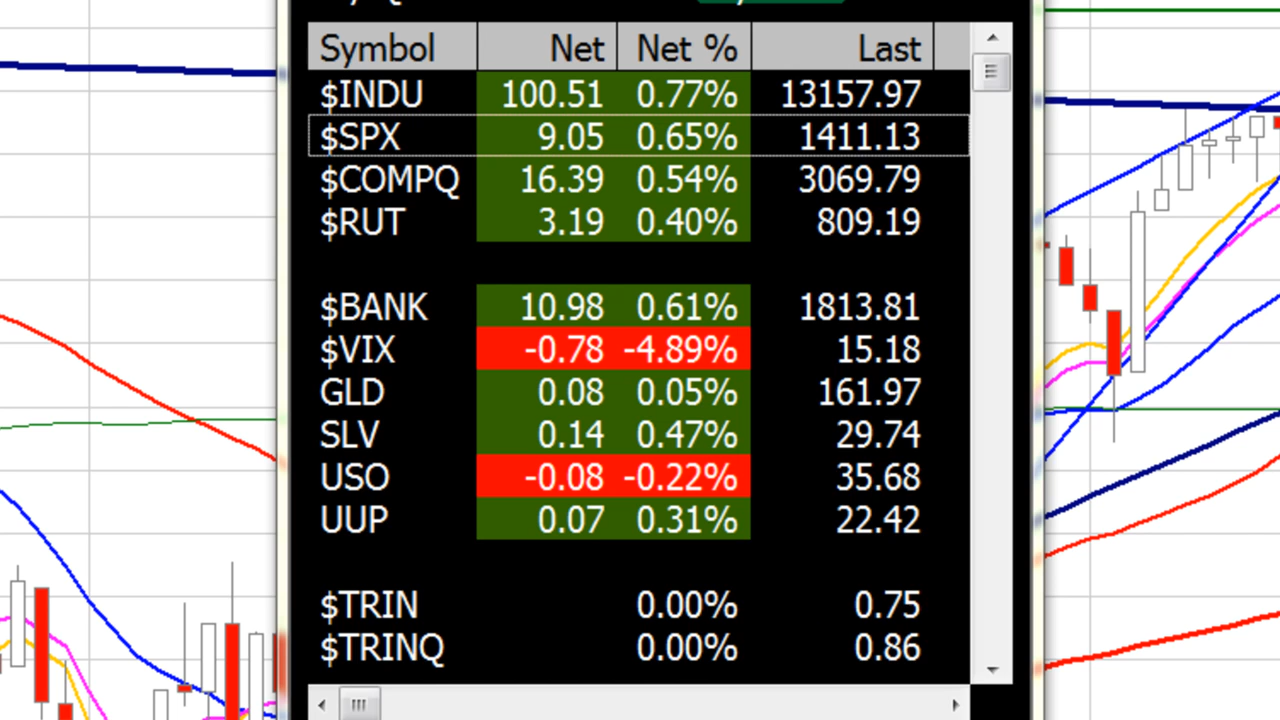 Symbol Net Net % Last
$INDU 100.51 0.77% 13157.97
$SPX 9.05 0.65% 1411.13
$COMPQ 16.39 0.54% 3069.79
$RUT 3.19 0.40% 809.19
$BANK 10.98 0.61% 1813.81
$VIX -0.78 -4.89% 15.18
GLD 0.08 0.05% 161.97
SLV 0.14 0.47% 29.74
USO -0.08 -0.22% 35.68
UUP 0.07 0.31% 22.42
$TRIN 0.00% 0.75
$TRINQ 0.00% 0.86